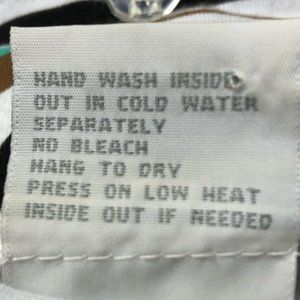 HAND WASH INSIDE
OUT IN COLD WATER
SEPARATELY
NO BLEACH
HANG TO DRY
PRESS ON LOW HEAT
INSIDE OUT IF NEEDED